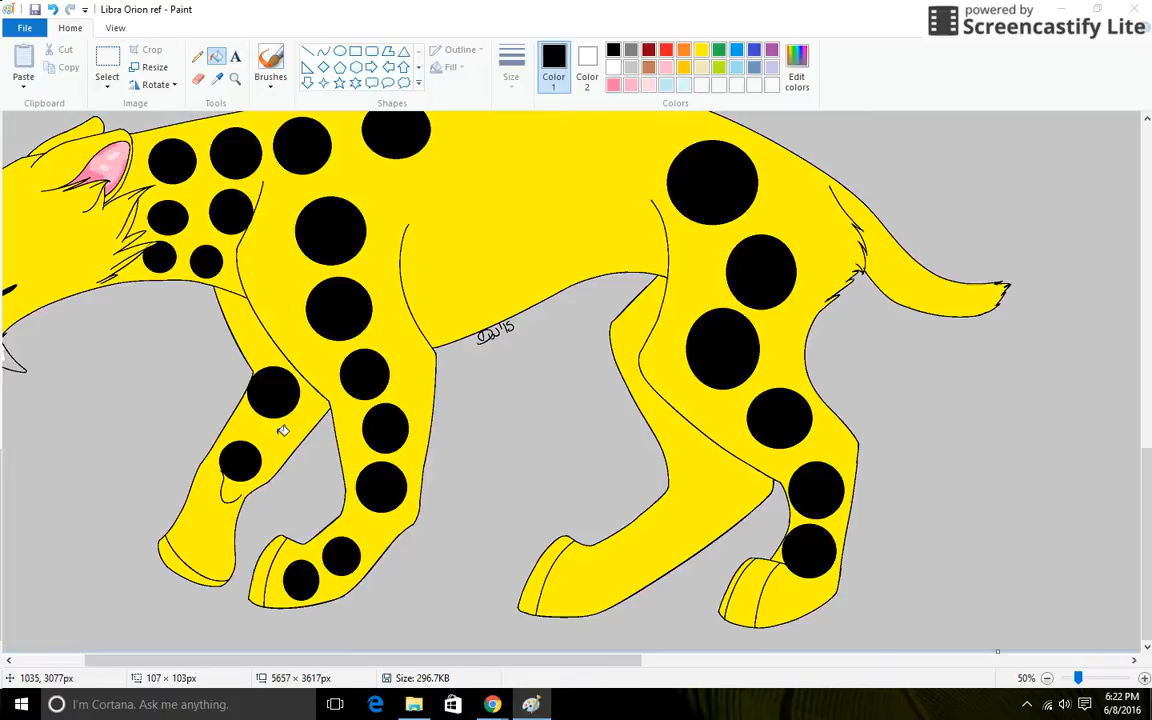 Libra Orion ref - Paint
powered by
Screencastify Lite
File
Home
View
Paste
Cut
Copy
Clipboard
Select
Crop
Resize
Rotate
Image
A
Tools
Brushes
Shapes
Outline
Fill
Size
Color
1
Color
2
Colors
Edit
colors
'15
1035, 3077px
107 × 103px
5657 × 3617px
Size: 296.7KB
50%
I'm Cortana. Ask me anything.
6:22 PM
6/8/2016